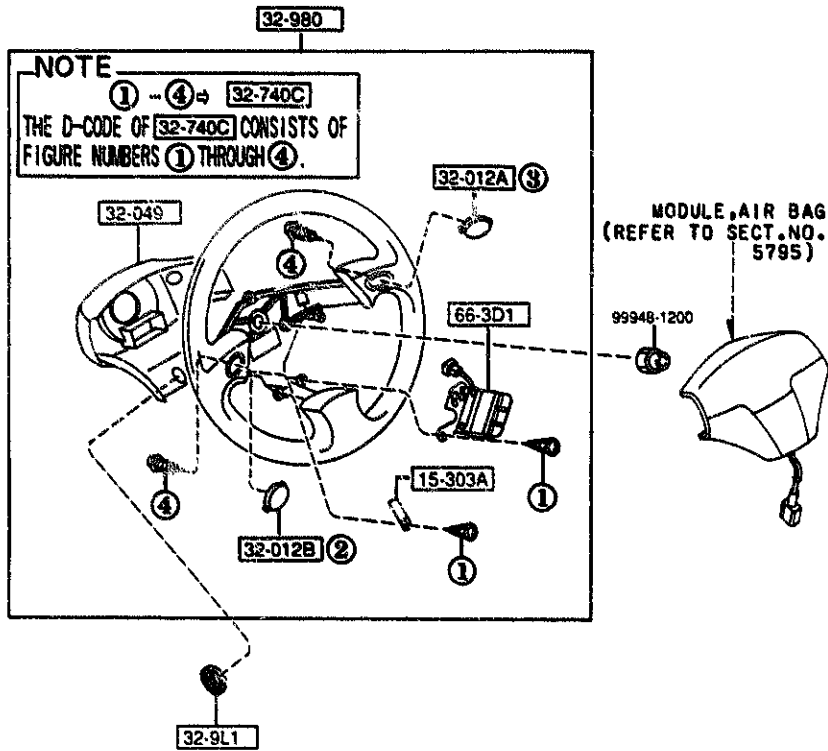 32-980
NOTE
① -- ④ ⇨ 32-740C
THE D-CODE OF 32-740C CONSISTS OF
FIGURE NUMBERS ① THROUGH ④.
32-012A ③
32-049
④
MODULE,AIR BAG
(REFER TO SECT.NO.
5795)
66-3D1
99948-1200
④
15-303A
①
32-012B ②
①
32-9L1